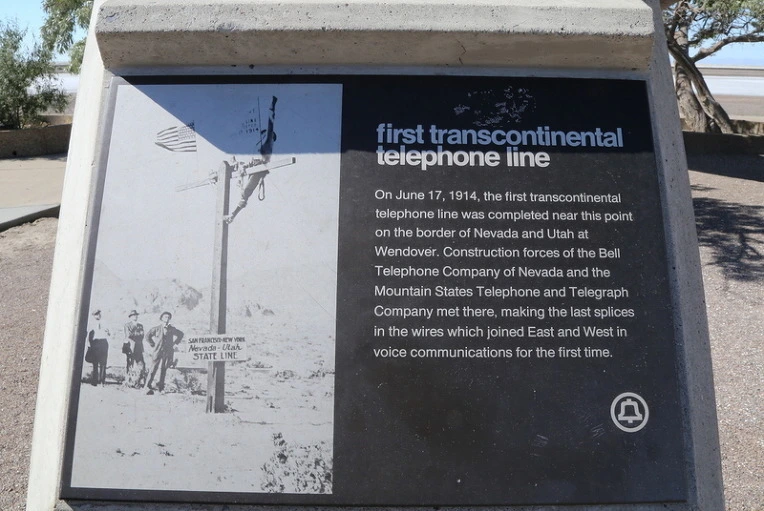 first transcontinental
telephone line
On June 17, 1914, the first transcontinental
telephone line was completed near this point
on the border of Nevada and Utah at
Wendover. Construction forces of the Bell
Telephone Company of Nevada and the
Mountain States Telephone and Telegraph
Company met there, making the last splices
in the wires which joined East and West in
voice communications for the first time.
SAN FRANCISCO-NEW YORK
Nevada-Utah
STATE LINE